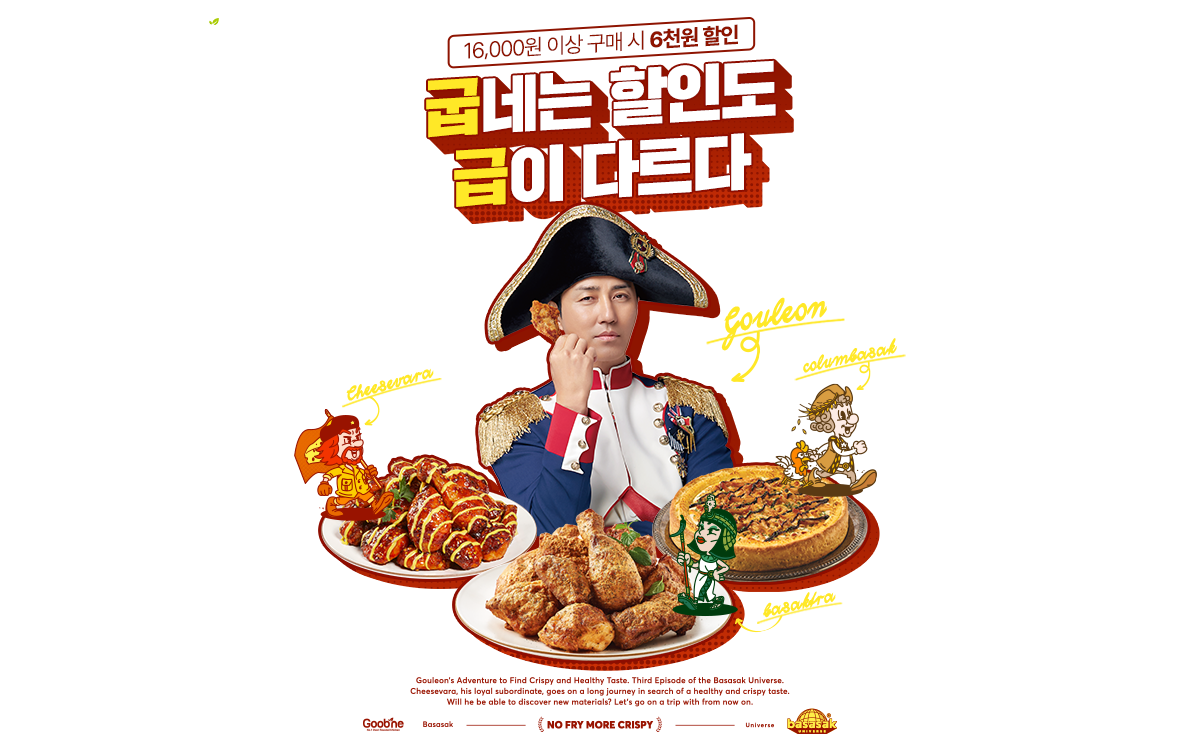 16,000원 이상 구매 시 6천원 할인
굽네는 할인도
급이 다르다
Gouleon
columbasak
Cheesevara
basaktra
Gouleon's Adventure to Find Crispy and Healthy Taste. Third Episode of the Basasak Universe.
Cheesevara, his loyal subordinate, goes on a long journey in search of a healthy and crispy taste.
Will he be able to discover new materials? Let's go on a trip with from now on.
Goobne Basasak NO FRY MORE CRISPY Universe basasak
UNIVERSE